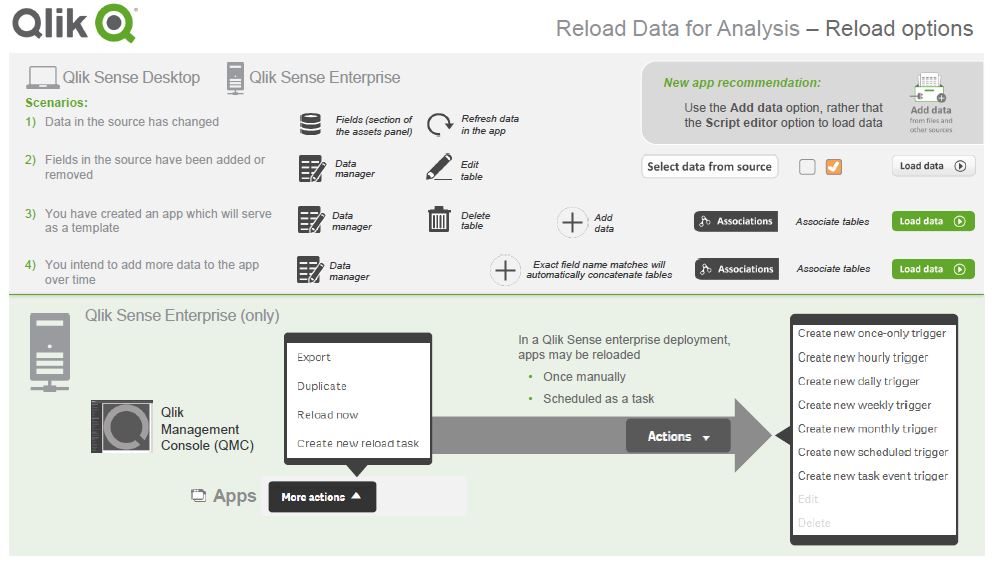 Qlik
Reload Data for Analysis – Reload options
Qlik Sense Desktop
Qlik Sense Enterprise
Scenarios:
New app recommendation:
Use the Add data option, rather that
the Script editor option to load data
Add data
from files and
other sources
1) Data in the source has changed
Fields (section of
the assets panel)
Refresh data
in the app
2) Fields in the source have been added or
removed
Data
manager
Edit
table
Select data from source
Load data
3) You have created an app which will serve
as a template
Data
manager
Delete
table
Add
data
Associations
Associate tables
Load data
4) You intend to add more data to the app
over time
Data
manager
Exact field name matches will
automatically concatenate tables
Associations
Associate tables
Load data
Qlik Sense Enterprise (only)
Qlik
Management
Console (QMC)
Export
Duplicate
Reload now
Create new reload task
Apps
More actions
In a Qlik Sense enterprise deployment,
apps may be reloaded
• Once manually
• Scheduled as a task
Actions
Create new once-only trigger
Create new hourly trigger
Create new daily trigger
Create new weekly trigger
Create new monthly trigger
Create new scheduled trigger
Create new task event trigger
Edit
Delete